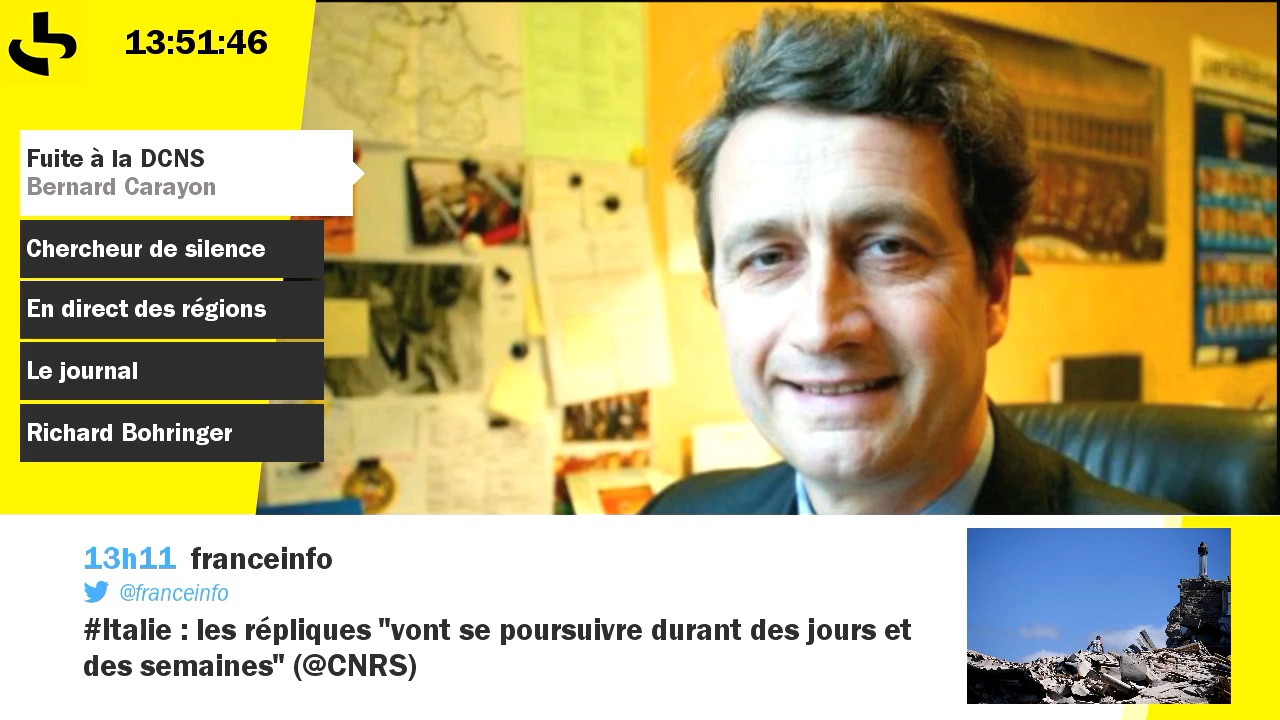 13:51:46
Fuite à la DCNS
Bernard Carayon
Chercheur de silence
En direct des régions
Le journal
Richard Bohringer
13h11 franceinfo
@franceinfo
#Italie : les répliques "vont se poursuivre durant des jours et
des semaines" (@CNRS)